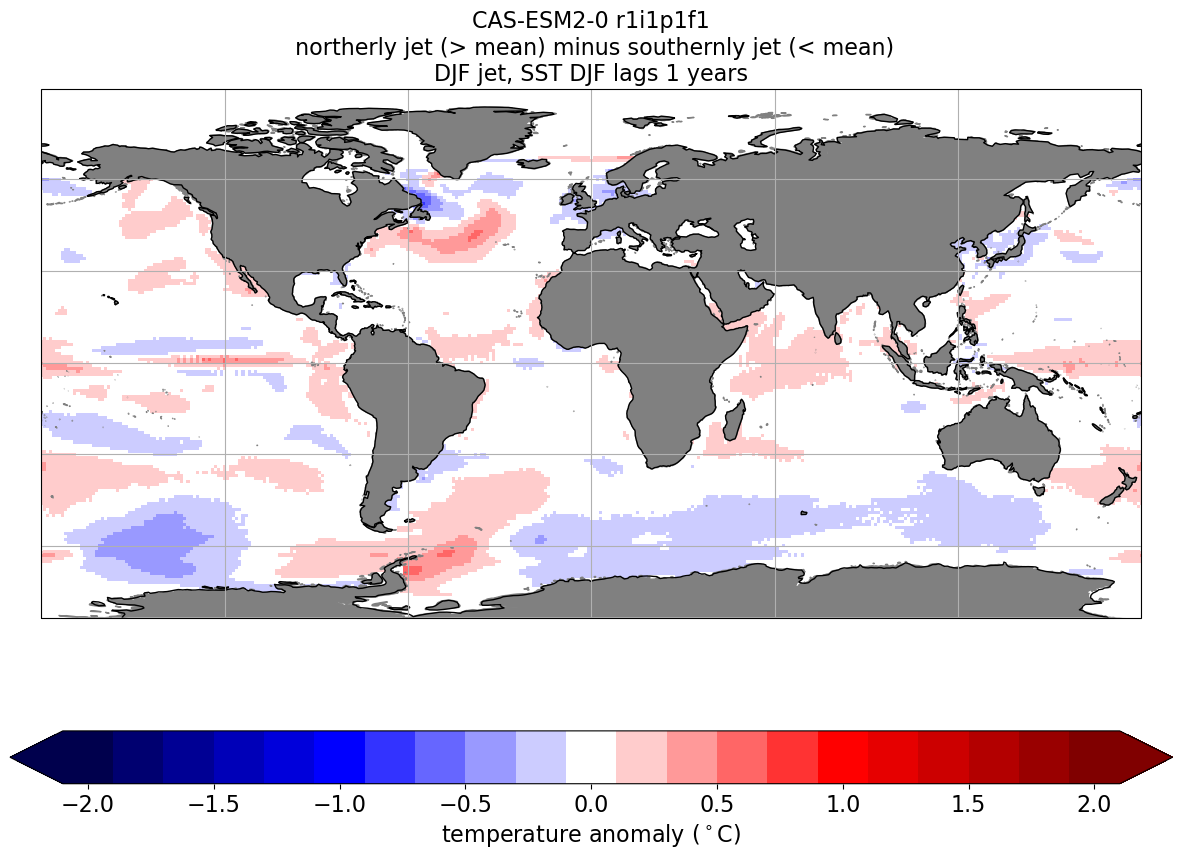 CAS-ESM2-0 r1i1p1f1
northerly jet (> mean) minus southernly jet (< mean)
DJF jet, SST DJF lags 1 years
−2.0 −1.5 −1.0 −0.5 0.0 0.5 1.0 1.5 2.0
temperature anomaly (°C)